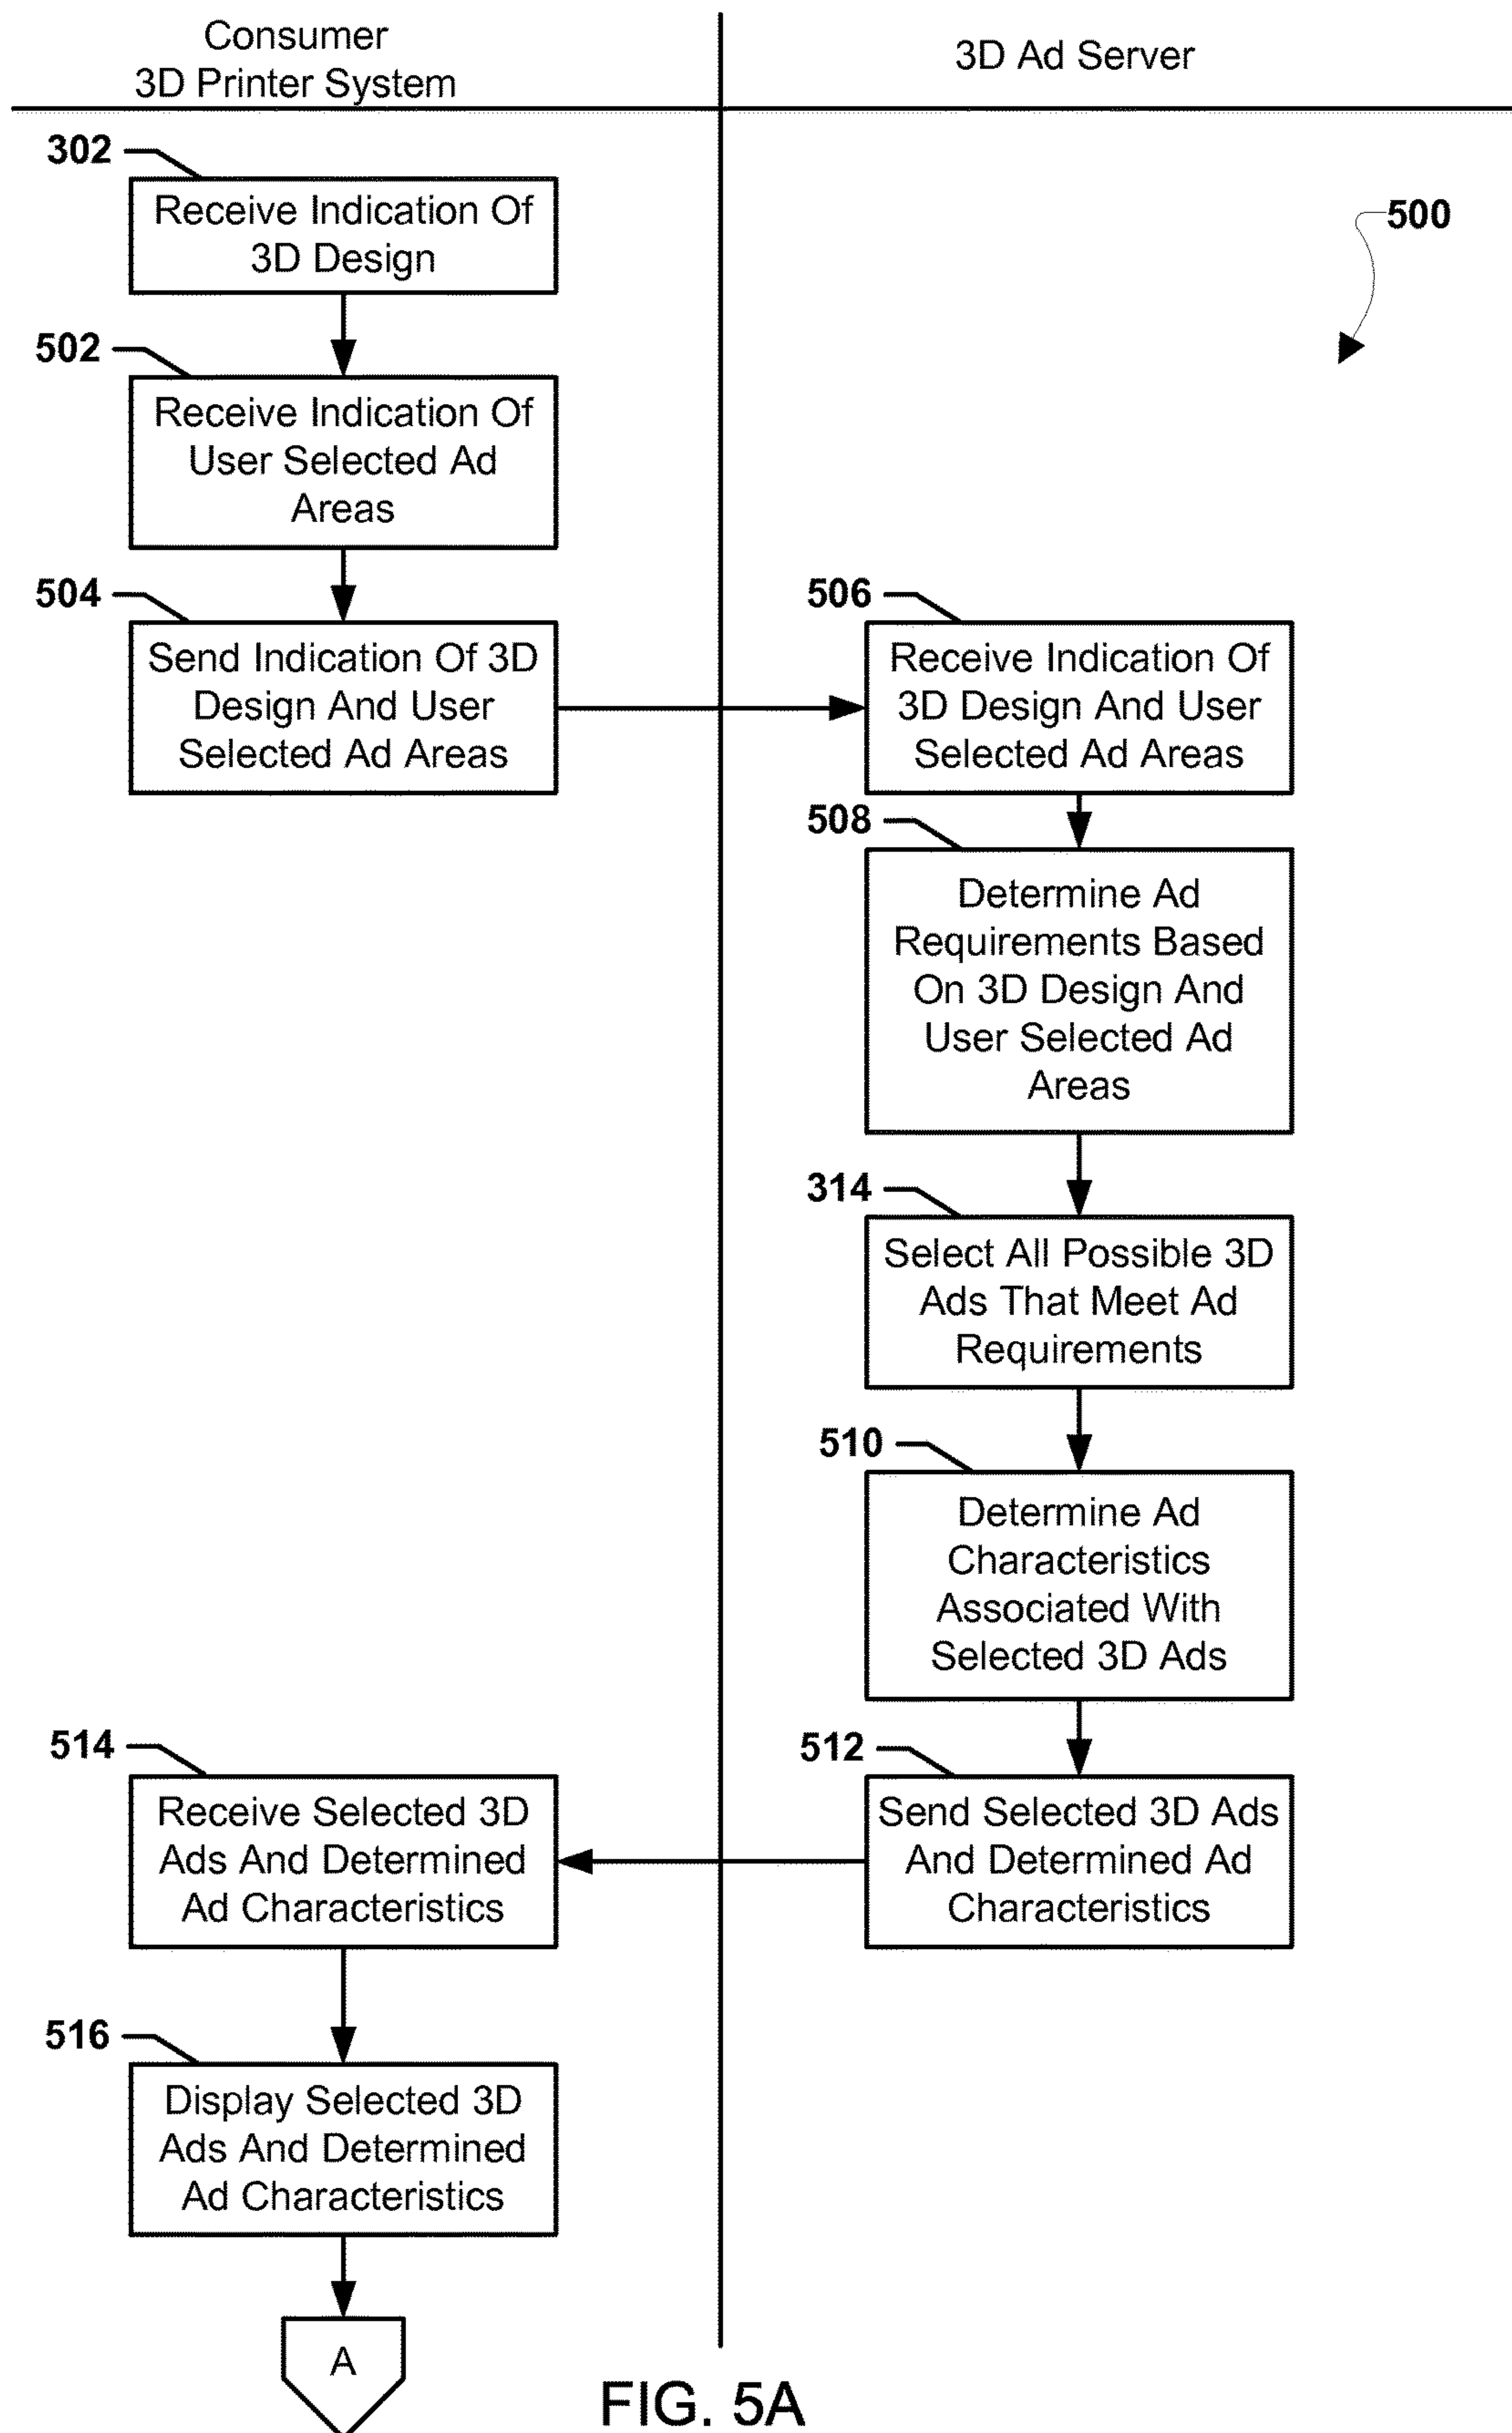 Consumer
3D Printer System
3D Ad Server
302
Receive Indication Of
3D Design
500
502
Receive Indication Of
User Selected Ad
Areas
504
Send Indication Of 3D
Design And User
Selected Ad Areas
506
Receive Indication Of
3D Design And User
Selected Ad Areas
508
Determine Ad
Requirements Based
On 3D Design And
User Selected Ad
Areas
314
Select All Possible 3D
Ads That Meet Ad
Requirements
510
Determine Ad
Characteristics
Associated With
Selected 3D Ads
512
Send Selected 3D Ads
And Determined Ad
Characteristics
514
Receive Selected 3D
Ads And Determined
Ad Characteristics
516
Display Selected 3D
Ads And Determined
Ad Characteristics
A
FIG. 5A